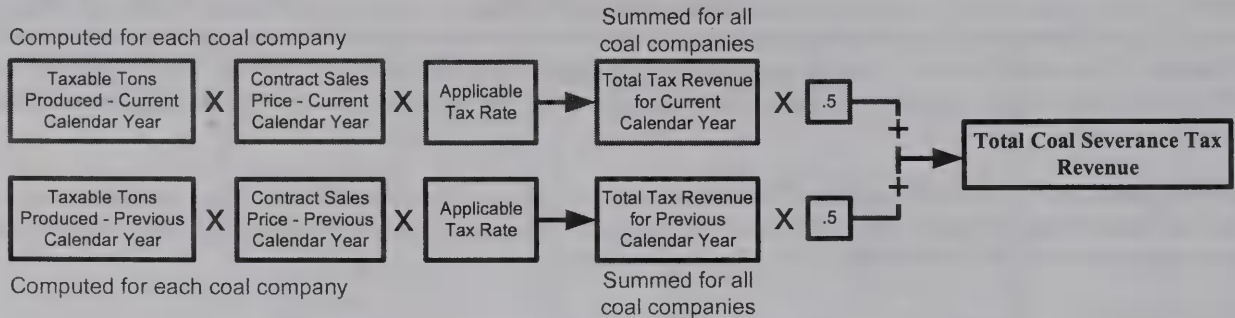 Computed for each coal company
Summed for all
coal companies
Taxable Tons
Produced - Current
Calendar Year
X
Contract Sales
Price - Current
Calendar Year
X
Applicable
Tax Rate
Total Tax Revenue
for Current
Calendar Year
X
.5
+
Total Coal Severance Tax
Revenue
+
Taxable Tons
Produced - Previous
Calendar Year
X
Contract Sales
Price - Previous
Calendar Year
X
Applicable
Tax Rate
Total Tax Revenue
for Previous
Calendar Year
X
.5
Computed for each coal company
Summed for all
coal companies